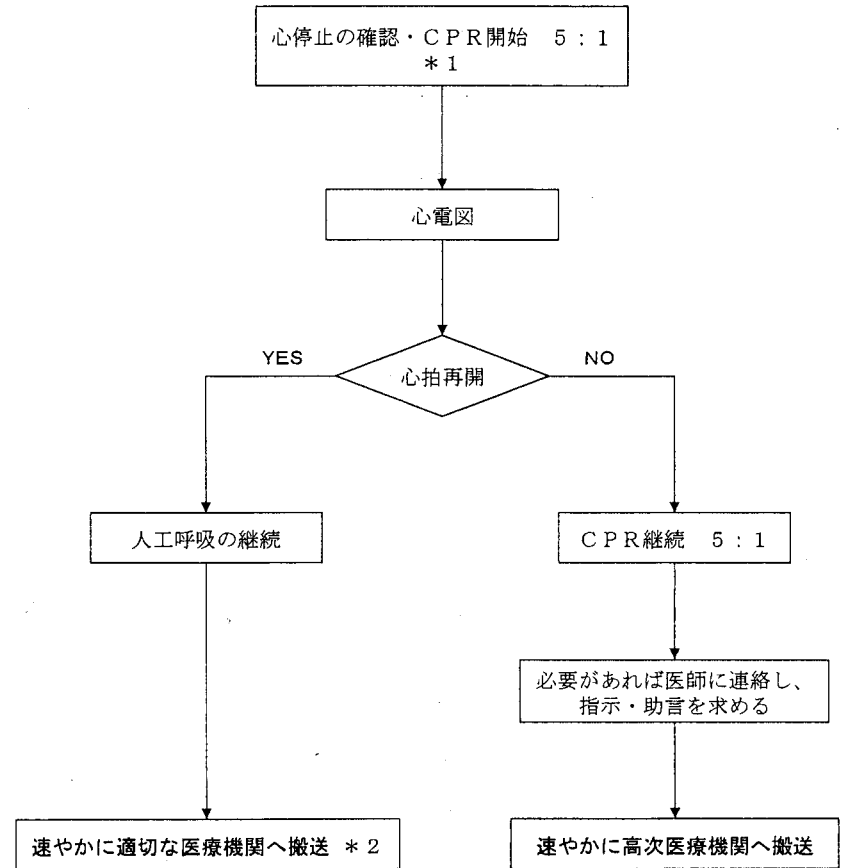 心停止の確認・CPR開始 5:1
*1
心電図
YES
NO
心拍再開
人工呼吸の継続
CPR継続 5:1
必要があれば医師に連絡し、
指示・助言を求める
速やかに適切な医療機関へ搬送 *2
速やかに高次医療機関へ搬送